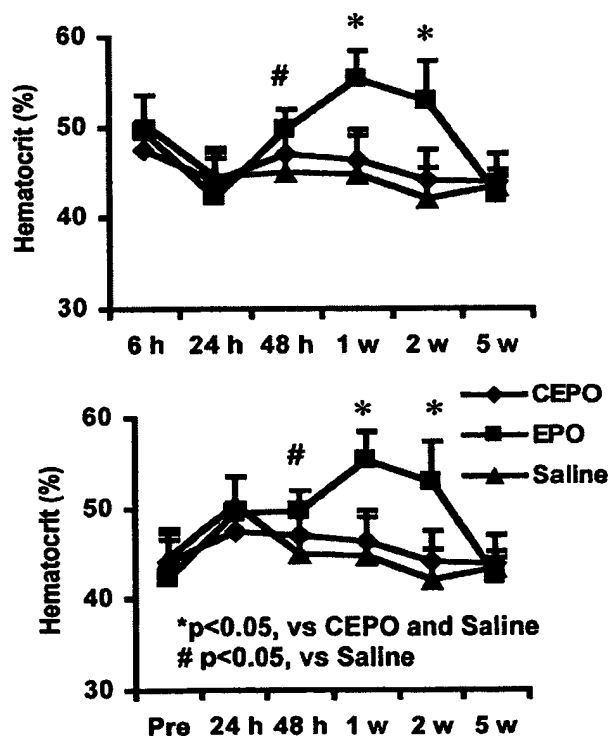 60
* *
#
50
40
30
Hematocrit (%)
6 h 24 h 48 h 1 w 2 w 5 w
CEPO
EPO
Saline
60
* *
#
50
40
30
Hematocrit (%)
*p<0.05, vs CEPO and Saline
# p<0.05, vs Saline
Pre 24 h 48 h 1 w 2 w 5 w